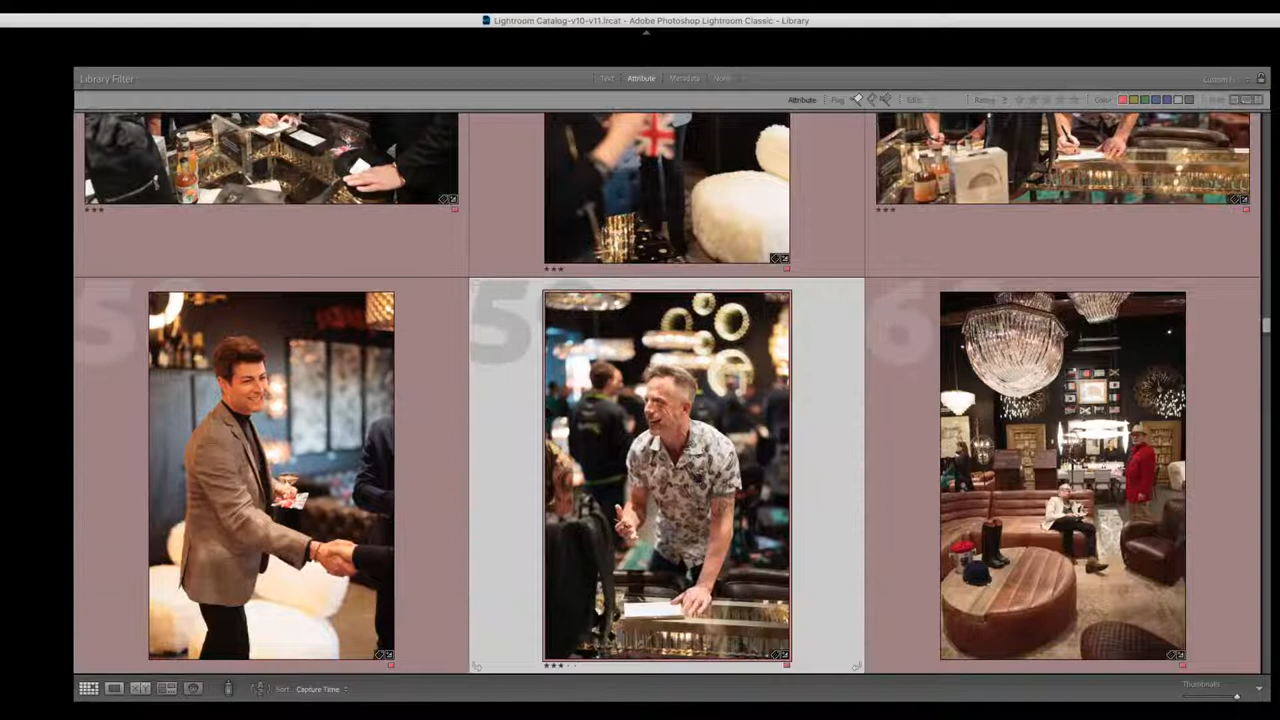 Lightroom Catalog-v10-v11.lrcat - Adobe Photoshop Lightroom Classic - Library
Library Filter
Text Attribute Metadata None
Attribute Flag Rating ≥ Color
Sort: Capture Time
Thumbnails